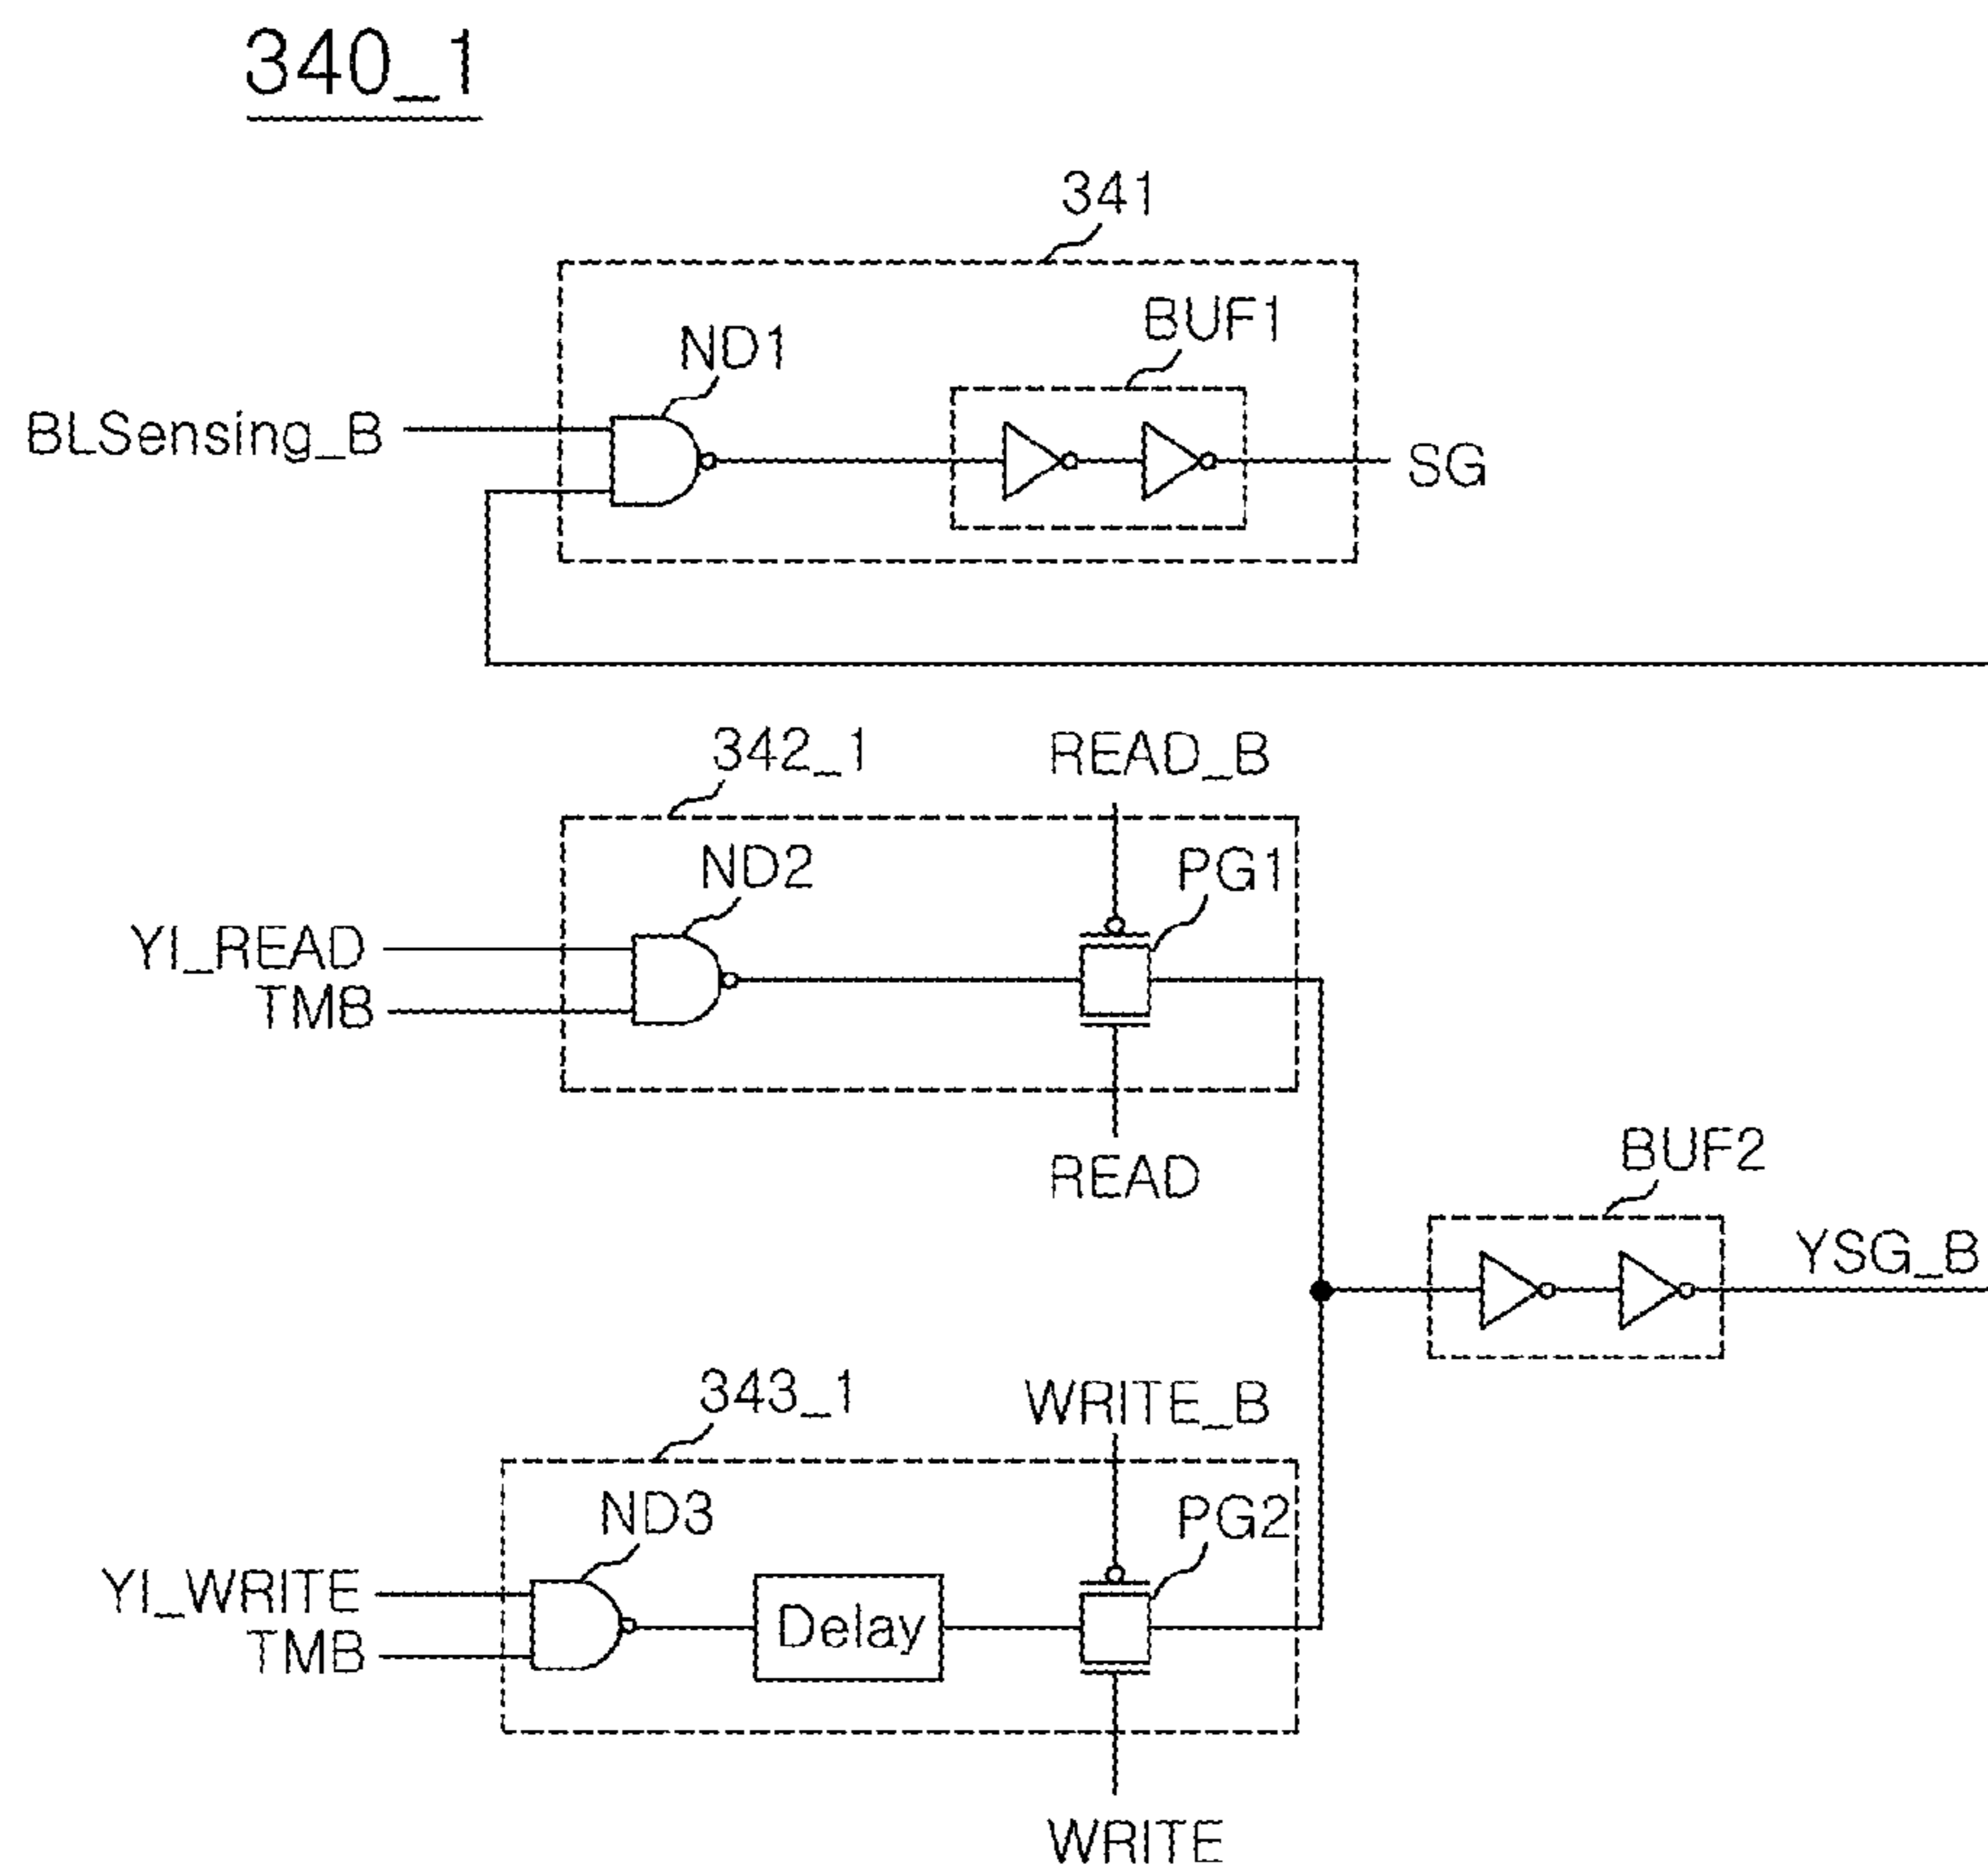 340_1
341
BUF1
ND1
BLSensing_B
SG
342_1
READ_B
ND2
PG1
YI_READ
TMB
READ
BUF2
YSG_B
343_1
WRITE_B
ND3
PG2
YI_WRITE
Delay
TMB
WRITE